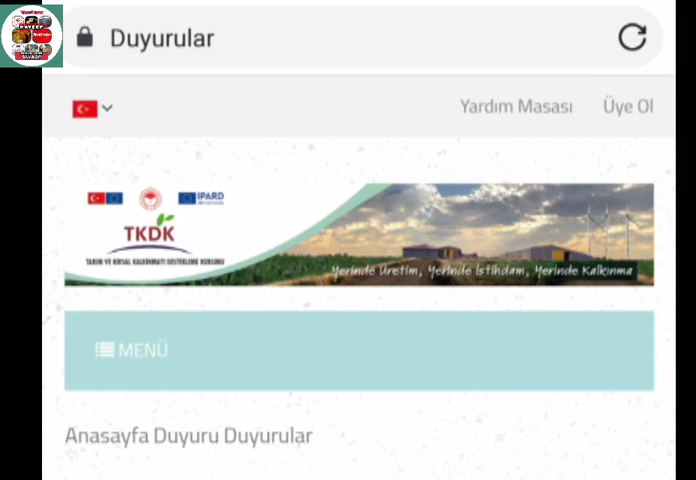 Duyurular
Yardım Masası Üye Ol
IPARD
TKDK
TARIM VE KIRSAL KALKINMAYI DESTEKLEME KURUMU
Yerinde Üretim, Yerinde İstihdam, Yerinde Kalkınma
MENÜ
Anasayfa Duyuru Duyurular